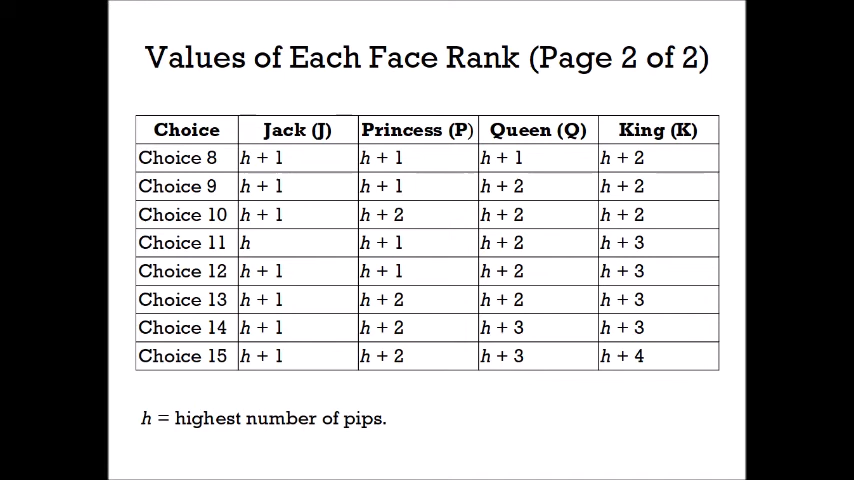 Values of Each Face Rank (Page 2 of 2)
Choice Jack (J) Princess (P) Queen (Q) King (K)
Choice 8 h + 1 h + 1 h + 1 h + 2
Choice 9 h + 1 h + 1 h + 2 h + 2
Choice 10 h + 1 h + 2 h + 2 h + 2
Choice 11 h h + 1 h + 2 h + 3
Choice 12 h + 1 h + 1 h + 2 h + 3
Choice 13 h + 1 h + 2 h + 2 h + 3
Choice 14 h + 1 h + 2 h + 3 h + 3
Choice 15 h + 1 h + 2 h + 3 h + 4
h = highest number of pips.